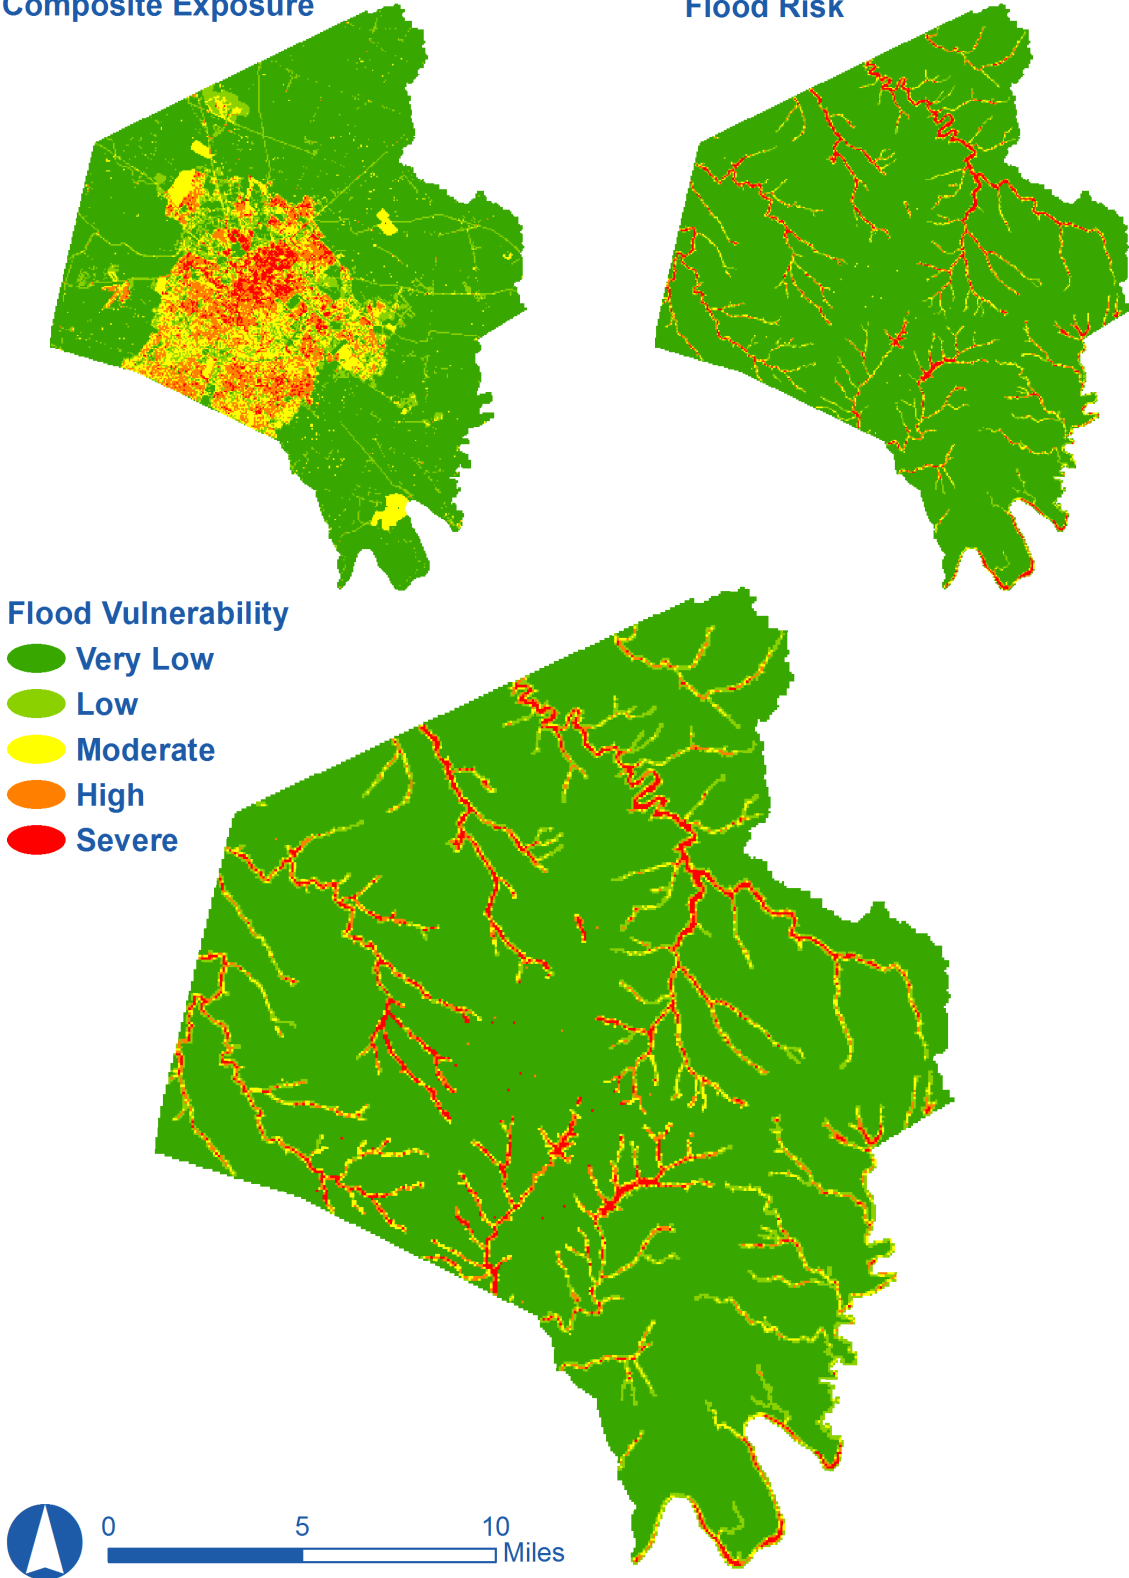 Composite Exposure
Flood Risk
Flood Vulnerability
Very Low
Low
Moderate
High
Severe
0 5 10
Miles